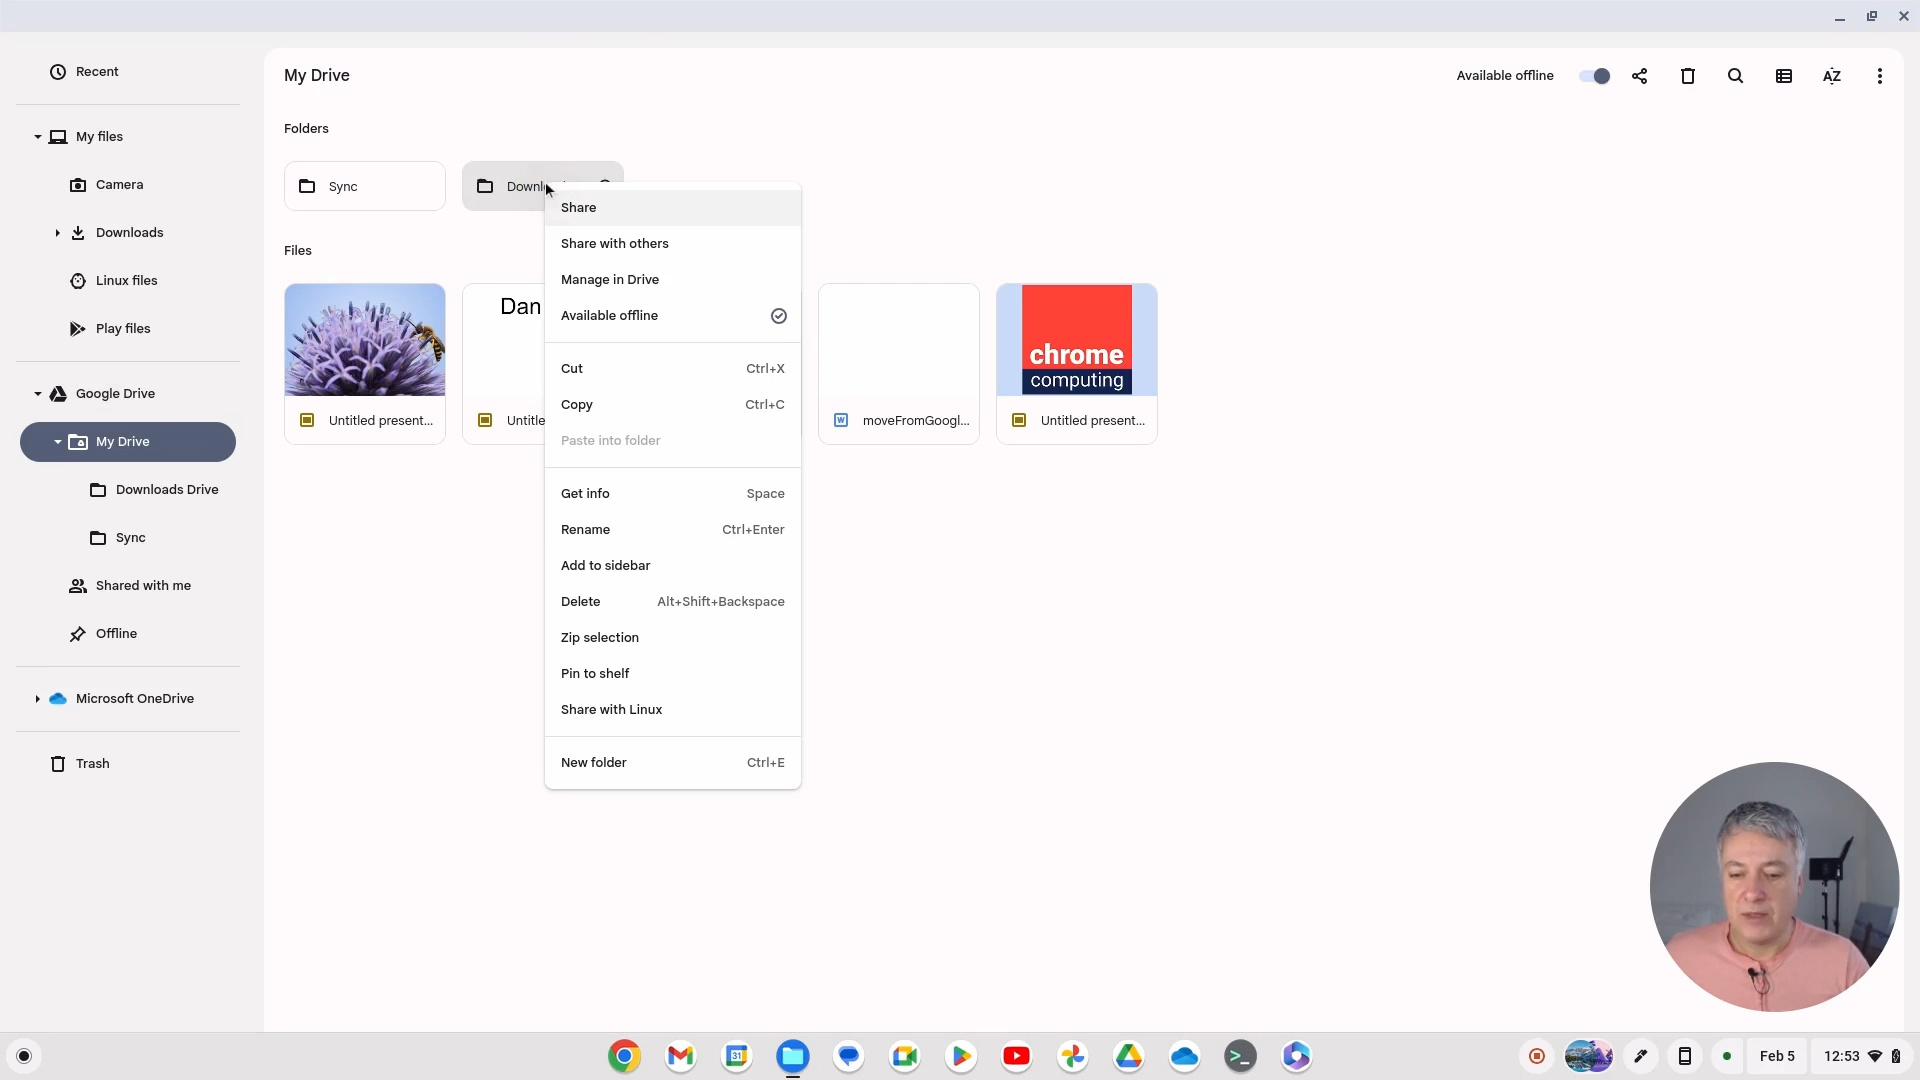 My Drive
Available offline
AZ
Recent
My files
Camera
Downloads
Linux files
Play files
Google Drive
My Drive
Downloads Drive
Sync
Shared with me
Offline
Microsoft OneDrive
Trash
Folders
Sync
Files
Dan
Untitled present...
moveFromGoogl...
W
Untitled present...
chrome
computing
Share
Share with others
Manage in Drive
Available offline
Cut Ctrl+X
Copy Ctrl+C
Paste into folder
Get info Space
Rename Ctrl+Enter
Add to sidebar
Delete Alt+Shift+Backspace
Zip selection
Pin to shelf
Share with Linux
New folder Ctrl+E
31
Feb 5
12:53